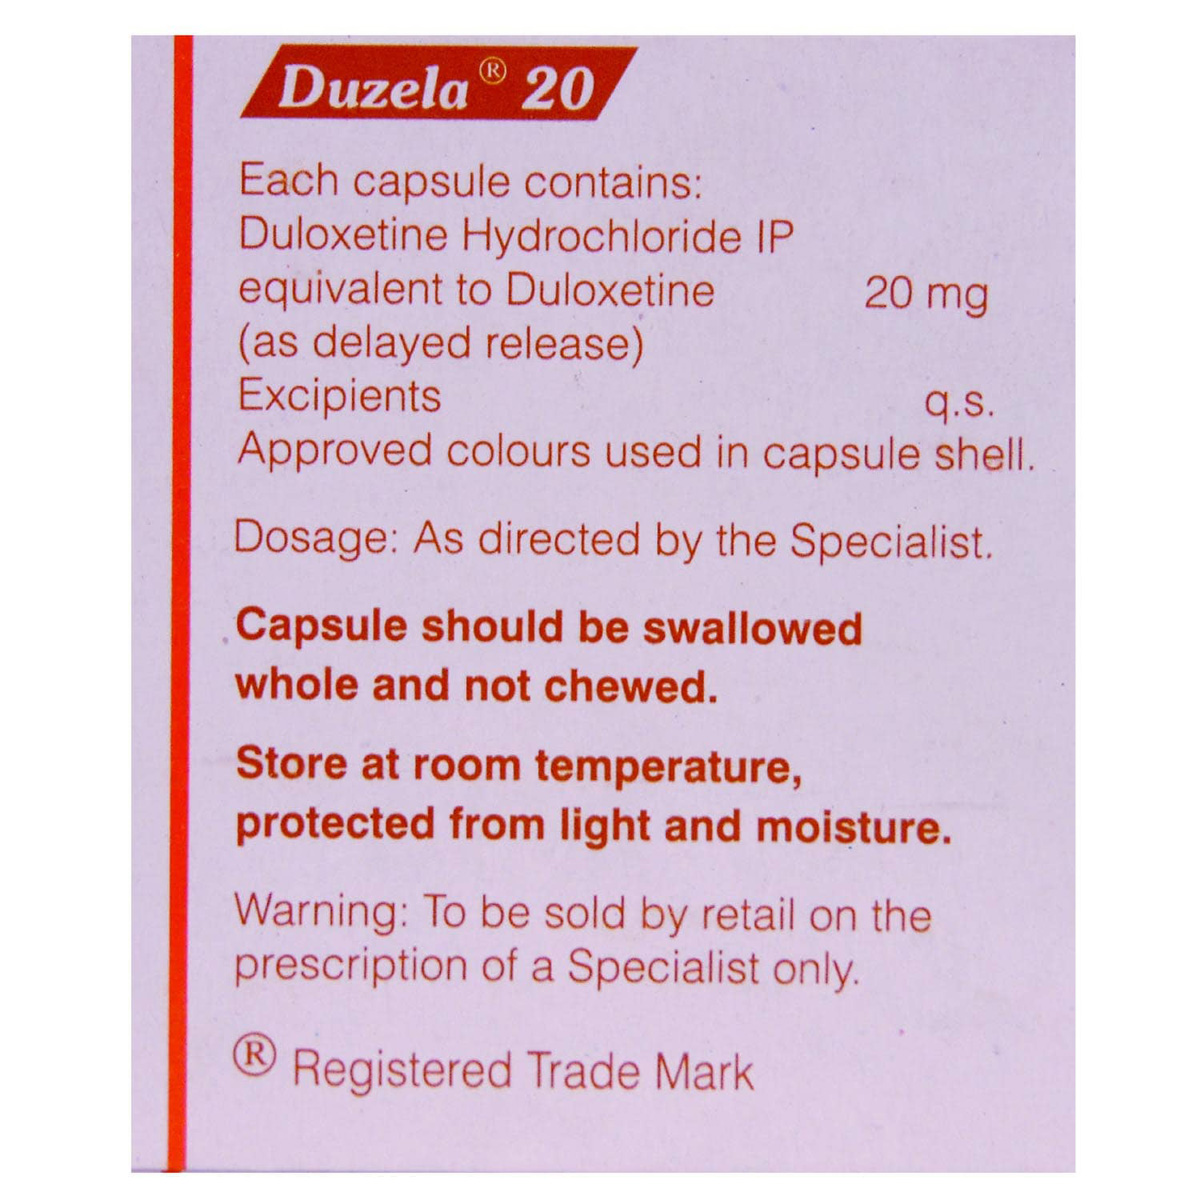 Duzela® 20
Each capsule contains:
Duloxetine Hydrochloride IP
equivalent to Duloxetine 20 mg
(as delayed release)
Excipients q.s.
Approved colours used in capsule shell.
Dosage: As directed by the Specialist.
Capsule should be swallowed
whole and not chewed.
Store at room temperature,
protected from light and moisture.
Warning: To be sold by retail on the
prescription of a Specialist only.
® Registered Trade Mark